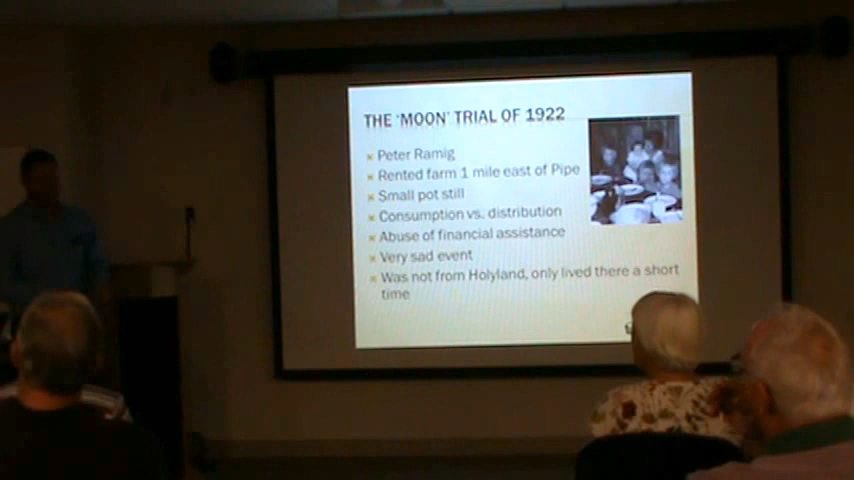 THE 'MOON' TRIAL OF 1922
Peter Ramig
Rented farm 1 mile east of Pipe
Small pot still
Consumption vs. distribution
Abuse of financial assistance
Very sad event
Was not from Holyland, only lived there a short
time